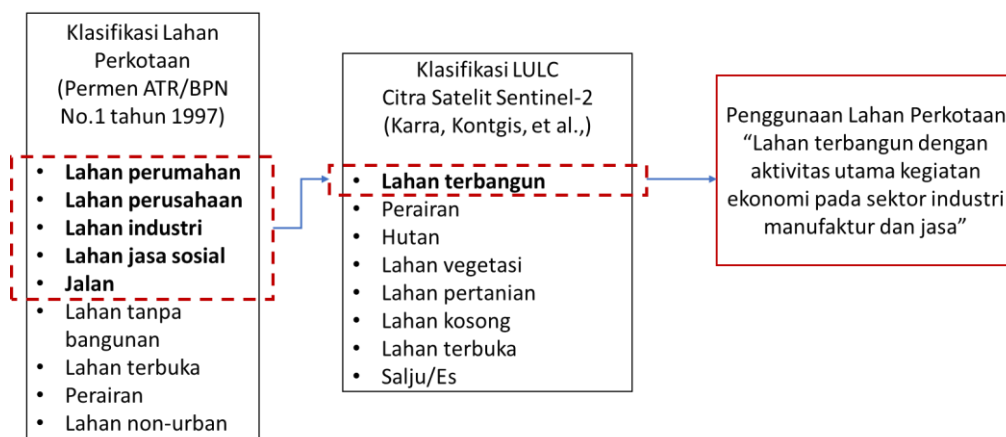 Klasifikasi Lahan
Perkotaan
(Permen ATR/BPN
No.1 tahun 1997)
• Lahan perumahan
• Lahan perusahaan
• Lahan industri
• Lahan jasa sosial
• Jalan
• Lahan tanpa
bangunan
• Lahan terbuka
• Perairan
• Lahan non-urban
Klasifikasi LULC
Citra Satelit Sentinel-2
(Karra, Kontgis, et al.,)
• Lahan terbangun
• Perairan
• Hutan
• Lahan vegetasi
• Lahan pertanian
• Lahan kosong
• Lahan terbuka
• Salju/Es
Penggunaan Lahan Perkotaan
“Lahan terbangun dengan
aktivitas utama kegiatan
ekonomi pada sektor industri
manufaktur dan jasa”